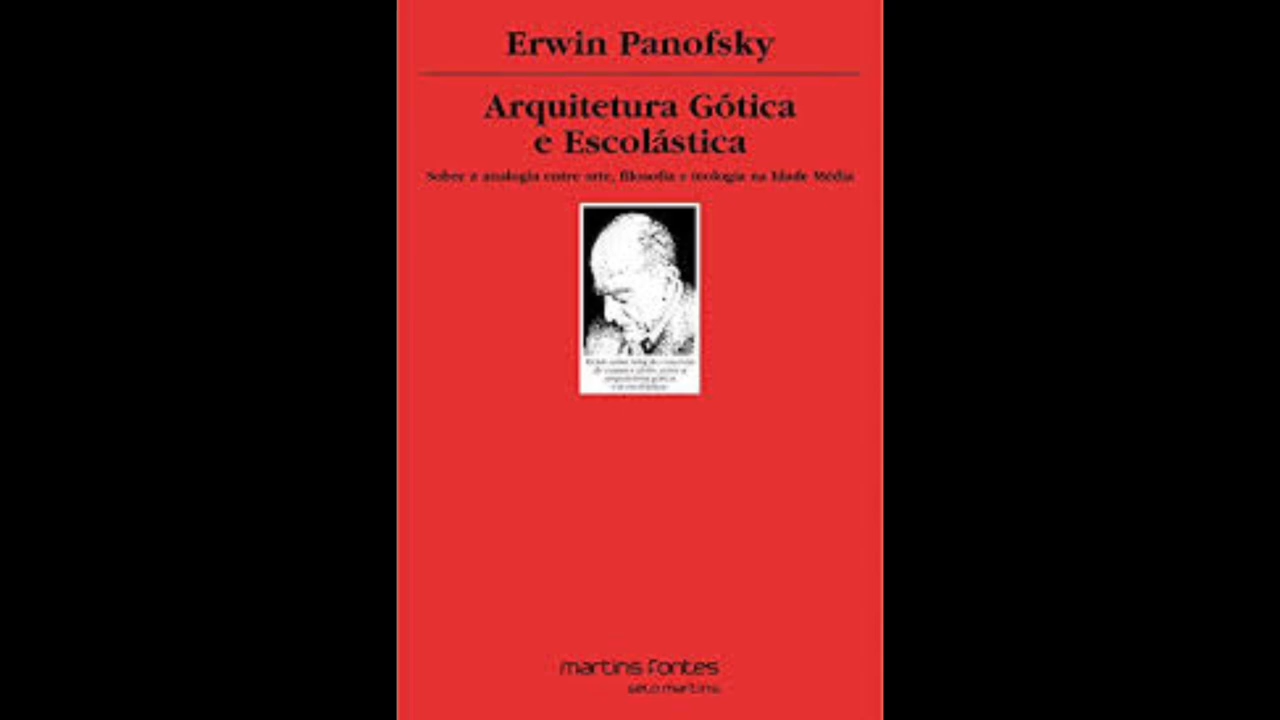 Erwin Panofsky
Arquitetura Gótica
e Escolástica
Sobre a analogia entre arte, filosofia e teologia na Idade Média
martins fontes
selo martins